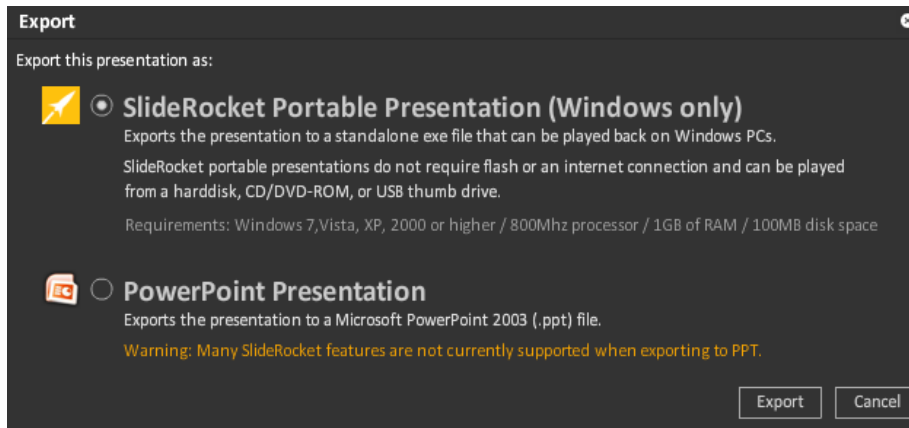 Export
Export this presentation as:
SlideRocket Portable Presentation (Windows only)
Exports the presentation to a standalone exe file that can be played back on Windows PCs.
SlideRocket portable presentations do not require flash or an internet connection and can be played
from a harddisk, CD/DVD-ROM, or USB thumb drive.
Requirements: Windows 7,Vista, XP, 2000 or higher / 800Mhz processor / 1GB of RAM / 100MB disk space
PowerPoint Presentation
Exports the presentation to a Microsoft PowerPoint 2003 (.ppt) file.
Warning: Many SlideRocket features are not currently supported when exporting to PPT.
Export Cancel